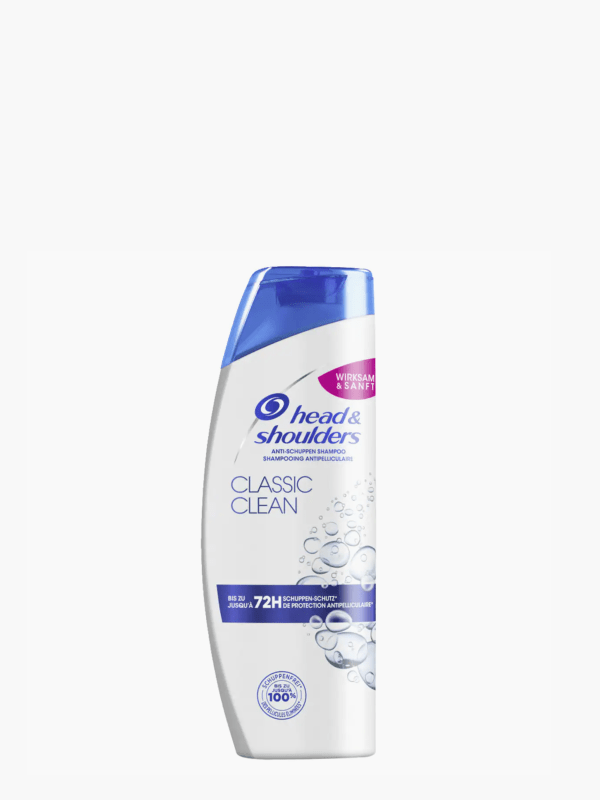 WIRKSAM
& SANFT
head &
shoulders
ANTI-SCHUPPEN SHAMPOO
SHAMPOOING ANTIPELLICULAIRE
CLASSIC
CLEAN
BIS ZU
JUSQU'À
72H
SCHUPPEN-SCHUTZ*
DE PROTECTION ANTIPELLICULAIRE*
SCHUPPENFREI*
BIS ZU
JUSQU'À
100%